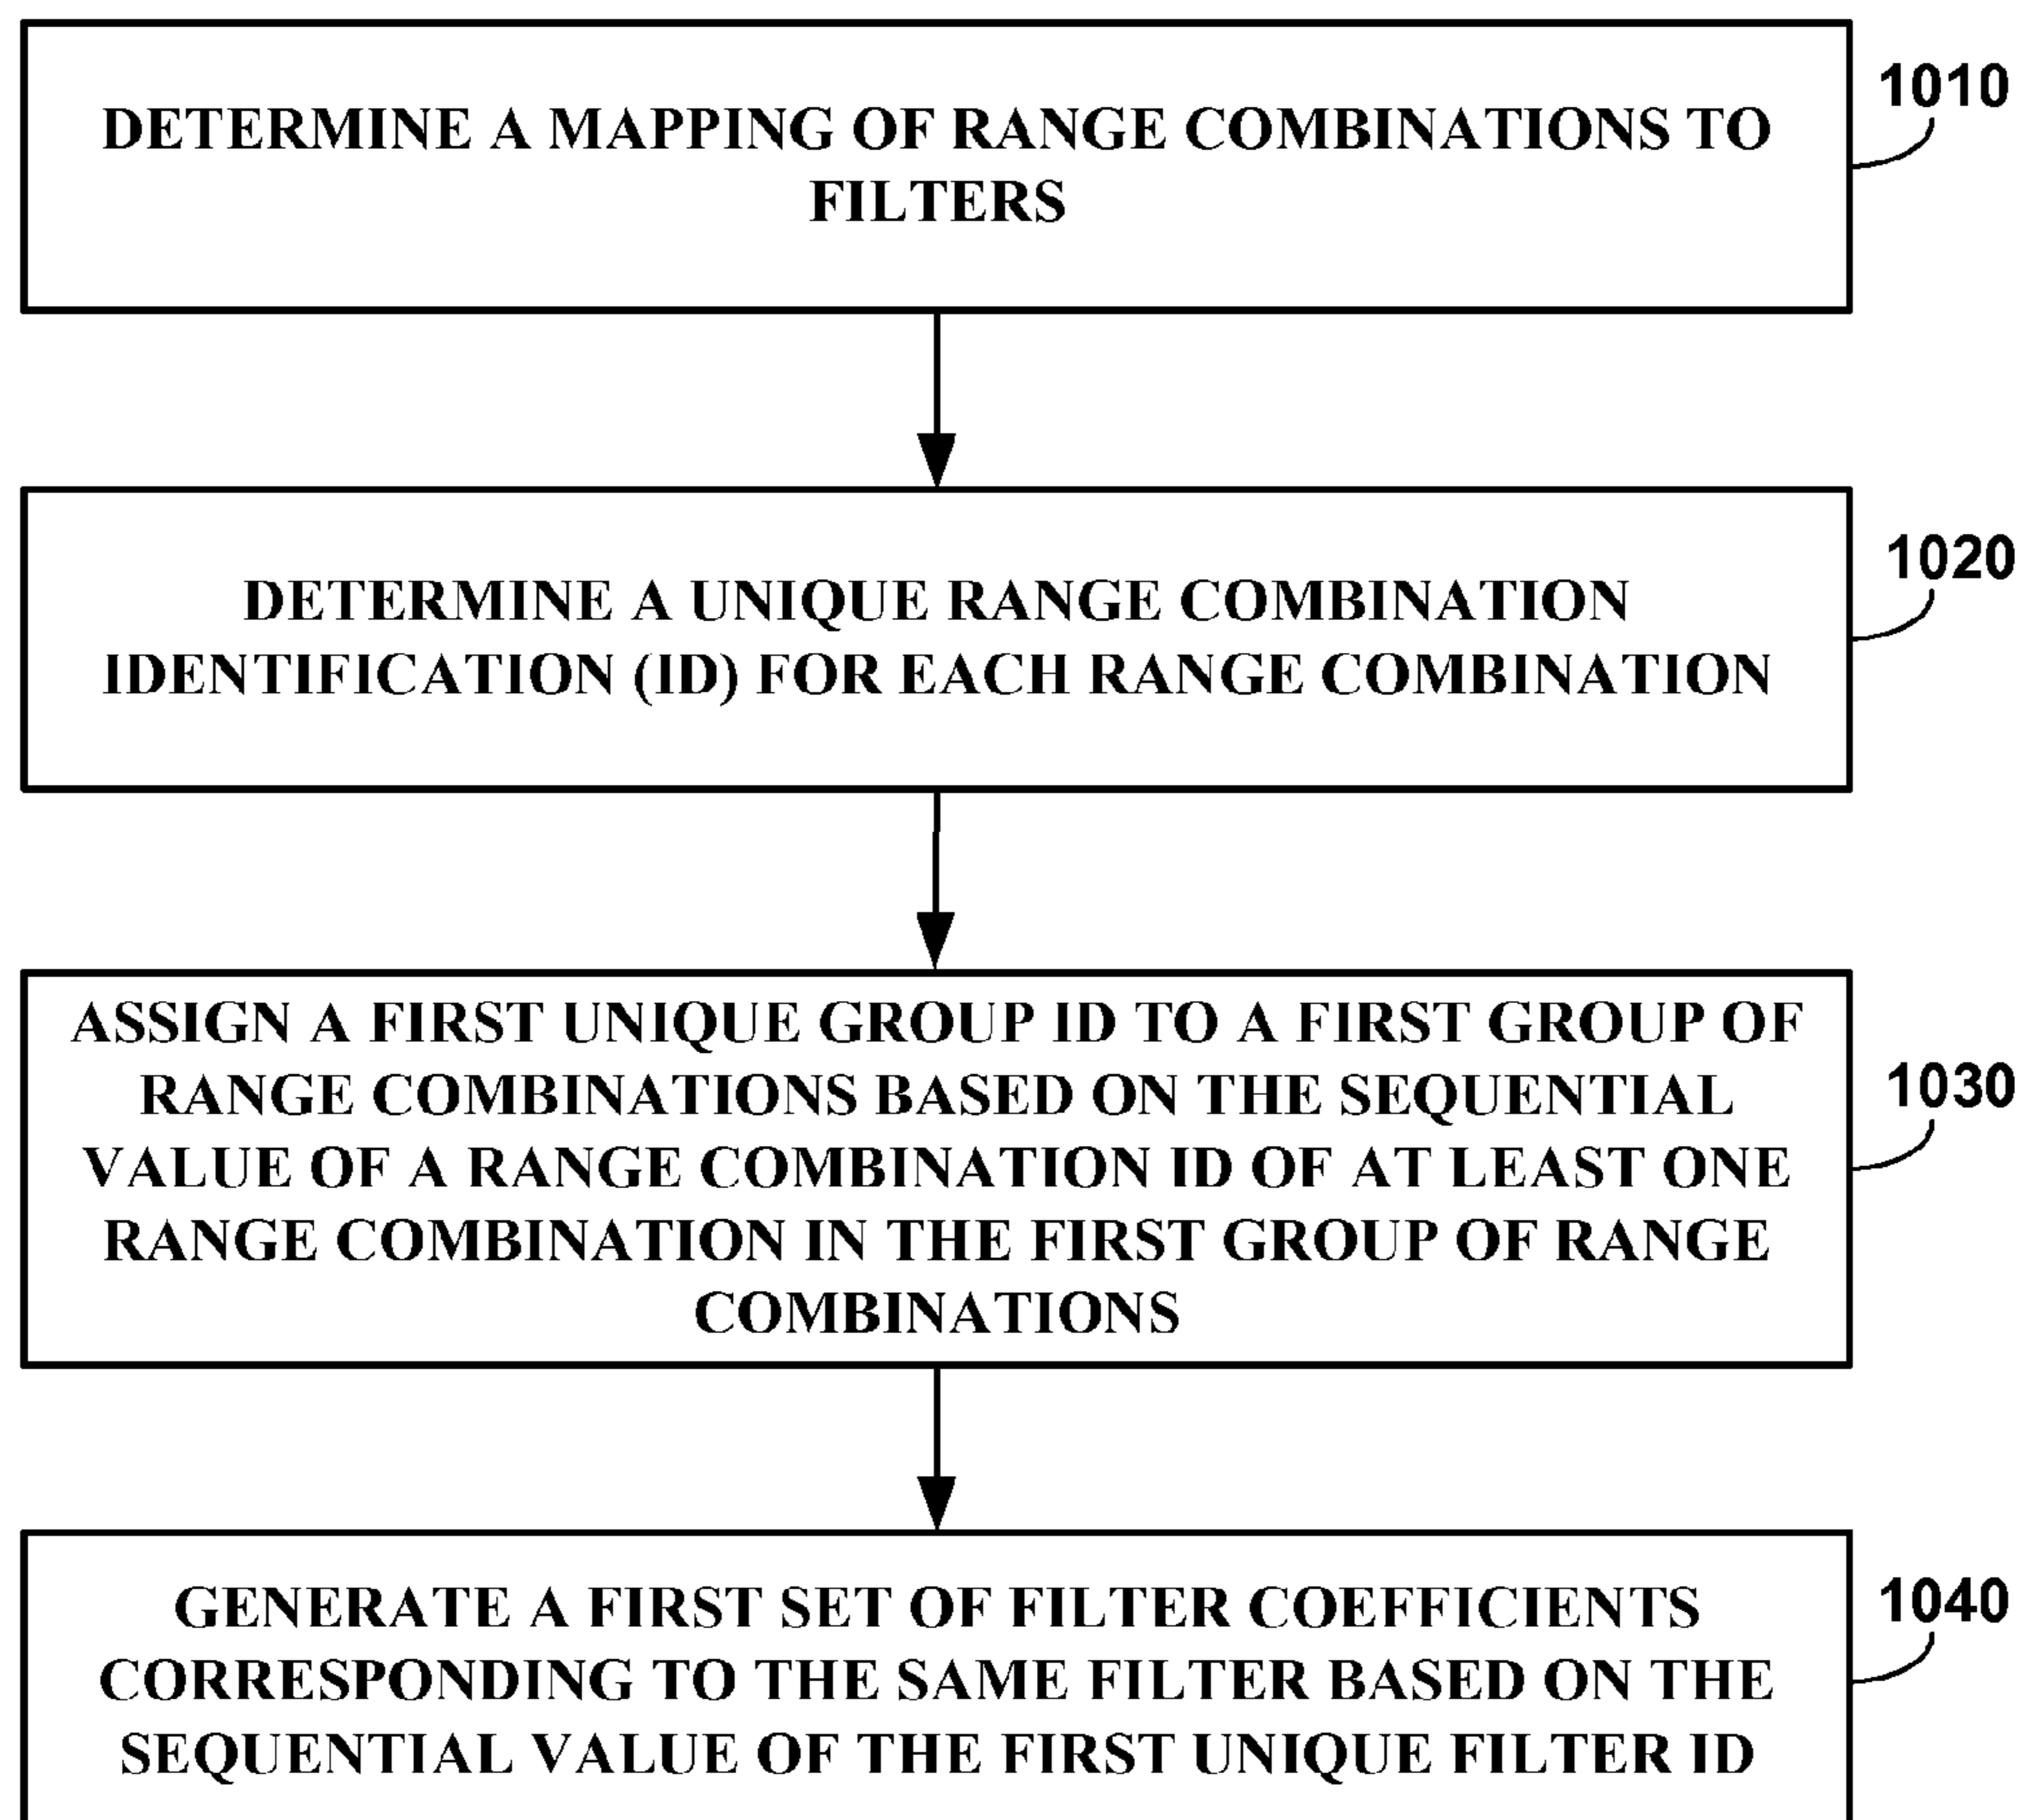 DETERMINE A MAPPING OF RANGE COMBINATIONS TO
FILTERS
1010
DETERMINE A UNIQUE RANGE COMBINATION
IDENTIFICATION (ID) FOR EACH RANGE COMBINATION
1020
ASSIGN A FIRST UNIQUE GROUP ID TO A FIRST GROUP OF
RANGE COMBINATIONS BASED ON THE SEQUENTIAL
VALUE OF A RANGE COMBINATION ID OF AT LEAST ONE
RANGE COMBINATION IN THE FIRST GROUP OF RANGE
COMBINATIONS
1030
GENERATE A FIRST SET OF FILTER COEFFICIENTS
CORRESPONDING TO THE SAME FILTER BASED ON THE
SEQUENTIAL VALUE OF THE FIRST UNIQUE FILTER ID
1040